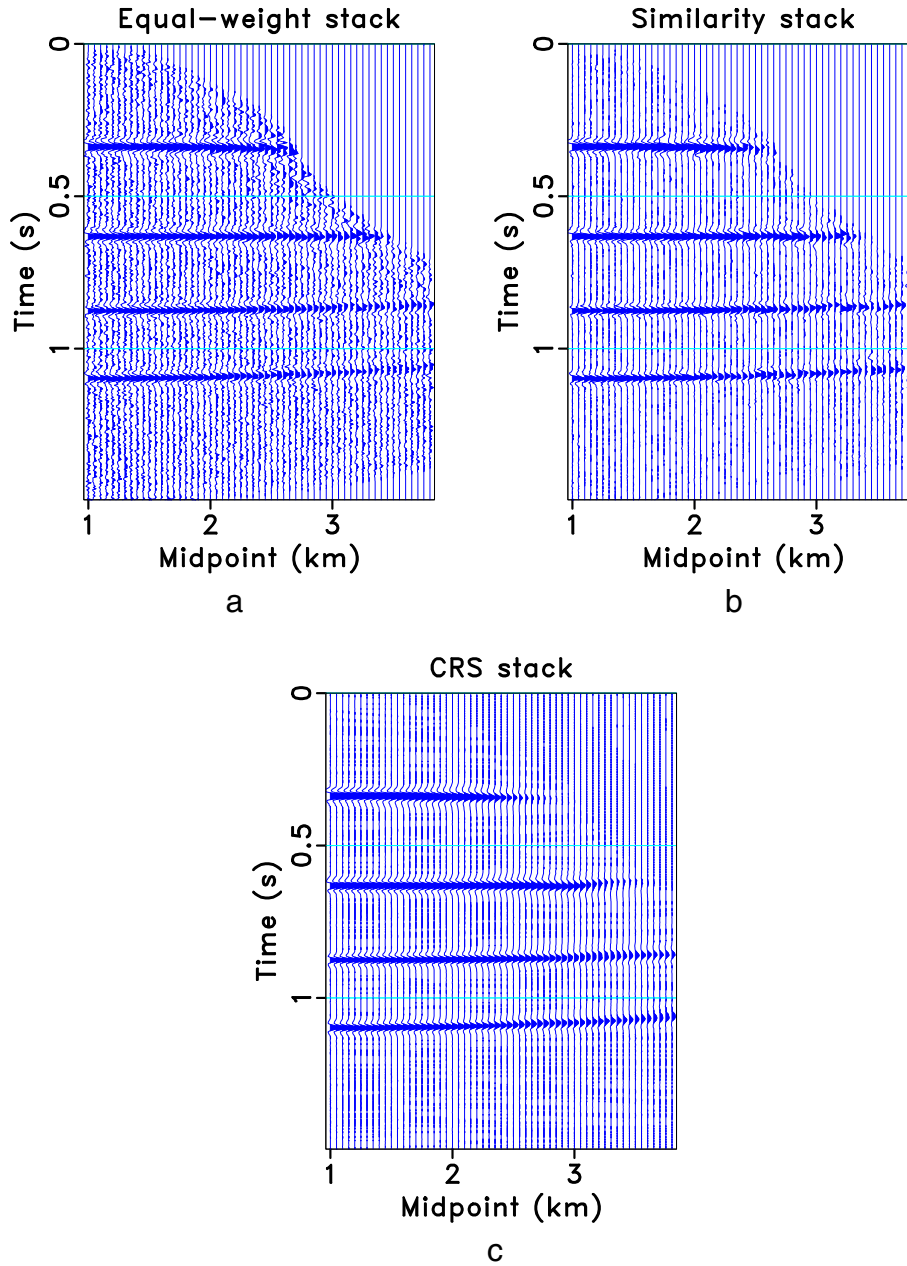 Equal-weight stack
0
0.5
1
Time (s)
1 2 3
Midpoint (km)
a
Similarity stack
0
0.5
1
Time (s)
1 2 3
Midpoint (km)
b
CRS stack
0
0.5
1
Time (s)
1 2 3
Midpoint (km)
c